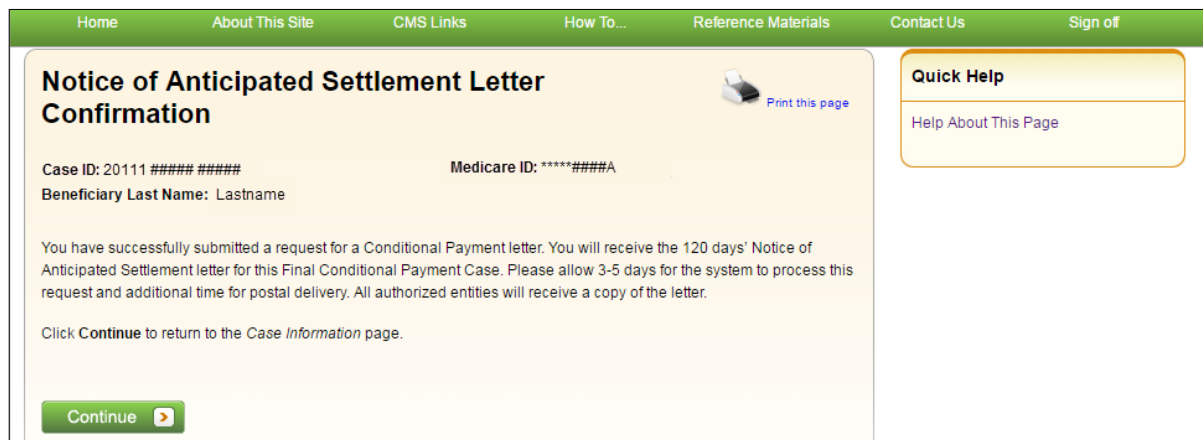 Home About This Site CMS Links How To... Reference Materials Contact Us Sign off
Notice of Anticipated Settlement Letter
Confirmation
Print this page
Case ID: 20111 ##### ##### Medicare ID: *****####A
Beneficiary Last Name: Lastname
You have successfully submitted a request for a Conditional Payment letter. You will receive the 120 days' Notice of
Anticipated Settlement letter for this Final Conditional Payment Case. Please allow 3-5 days for the system to process this
request and additional time for postal delivery. All authorized entities will receive a copy of the letter.
Click Continue to return to the Case Information page.
Continue
Quick Help
Help About This Page